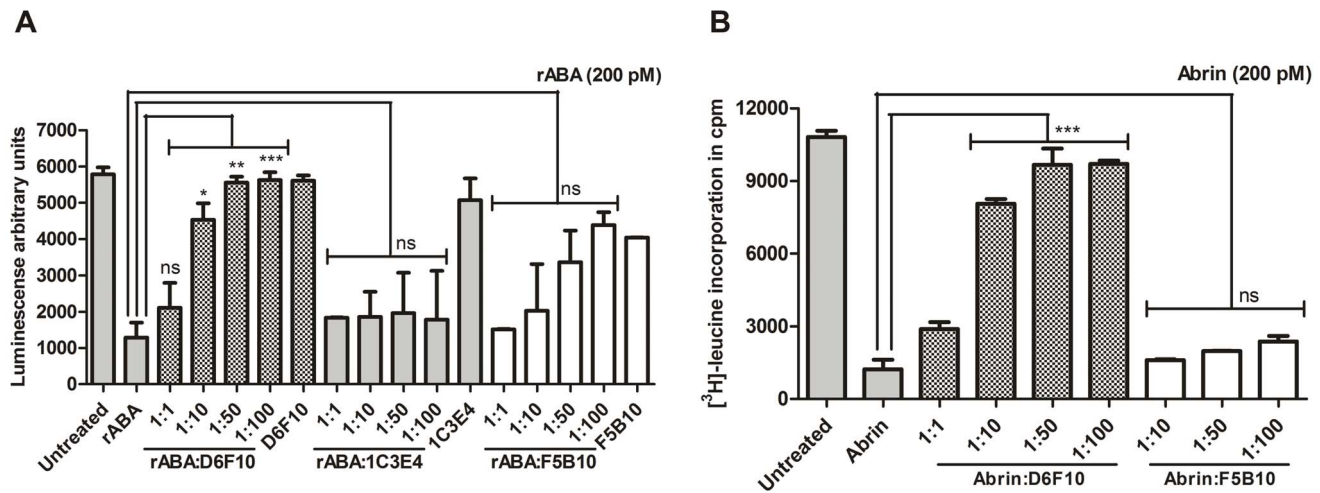 A
rABA (200 pM)
Luminescense arbitrary units
7000
6000
5000
4000
3000
2000
1000
0
ns
*
**
***
ns
ns
Untreated
rABA
1:1
1:10
1:50
1:100
D6F10
1:1
1:10
1:50
1:100
1C3E4
1:1
1:10
1:50
1:100
F5B10
rABA:D6F10
rABA:1C3E4
rABA:F5B10
B
Abrin (200 pM)
[³H]-leucine incorporation in cpm
12000
9000
6000
3000
0
***
ns
Untreated
Abrin
1:1
1:10
1:50
1:100
1:10
1:50
1:100
Abrin:D6F10
Abrin:F5B10